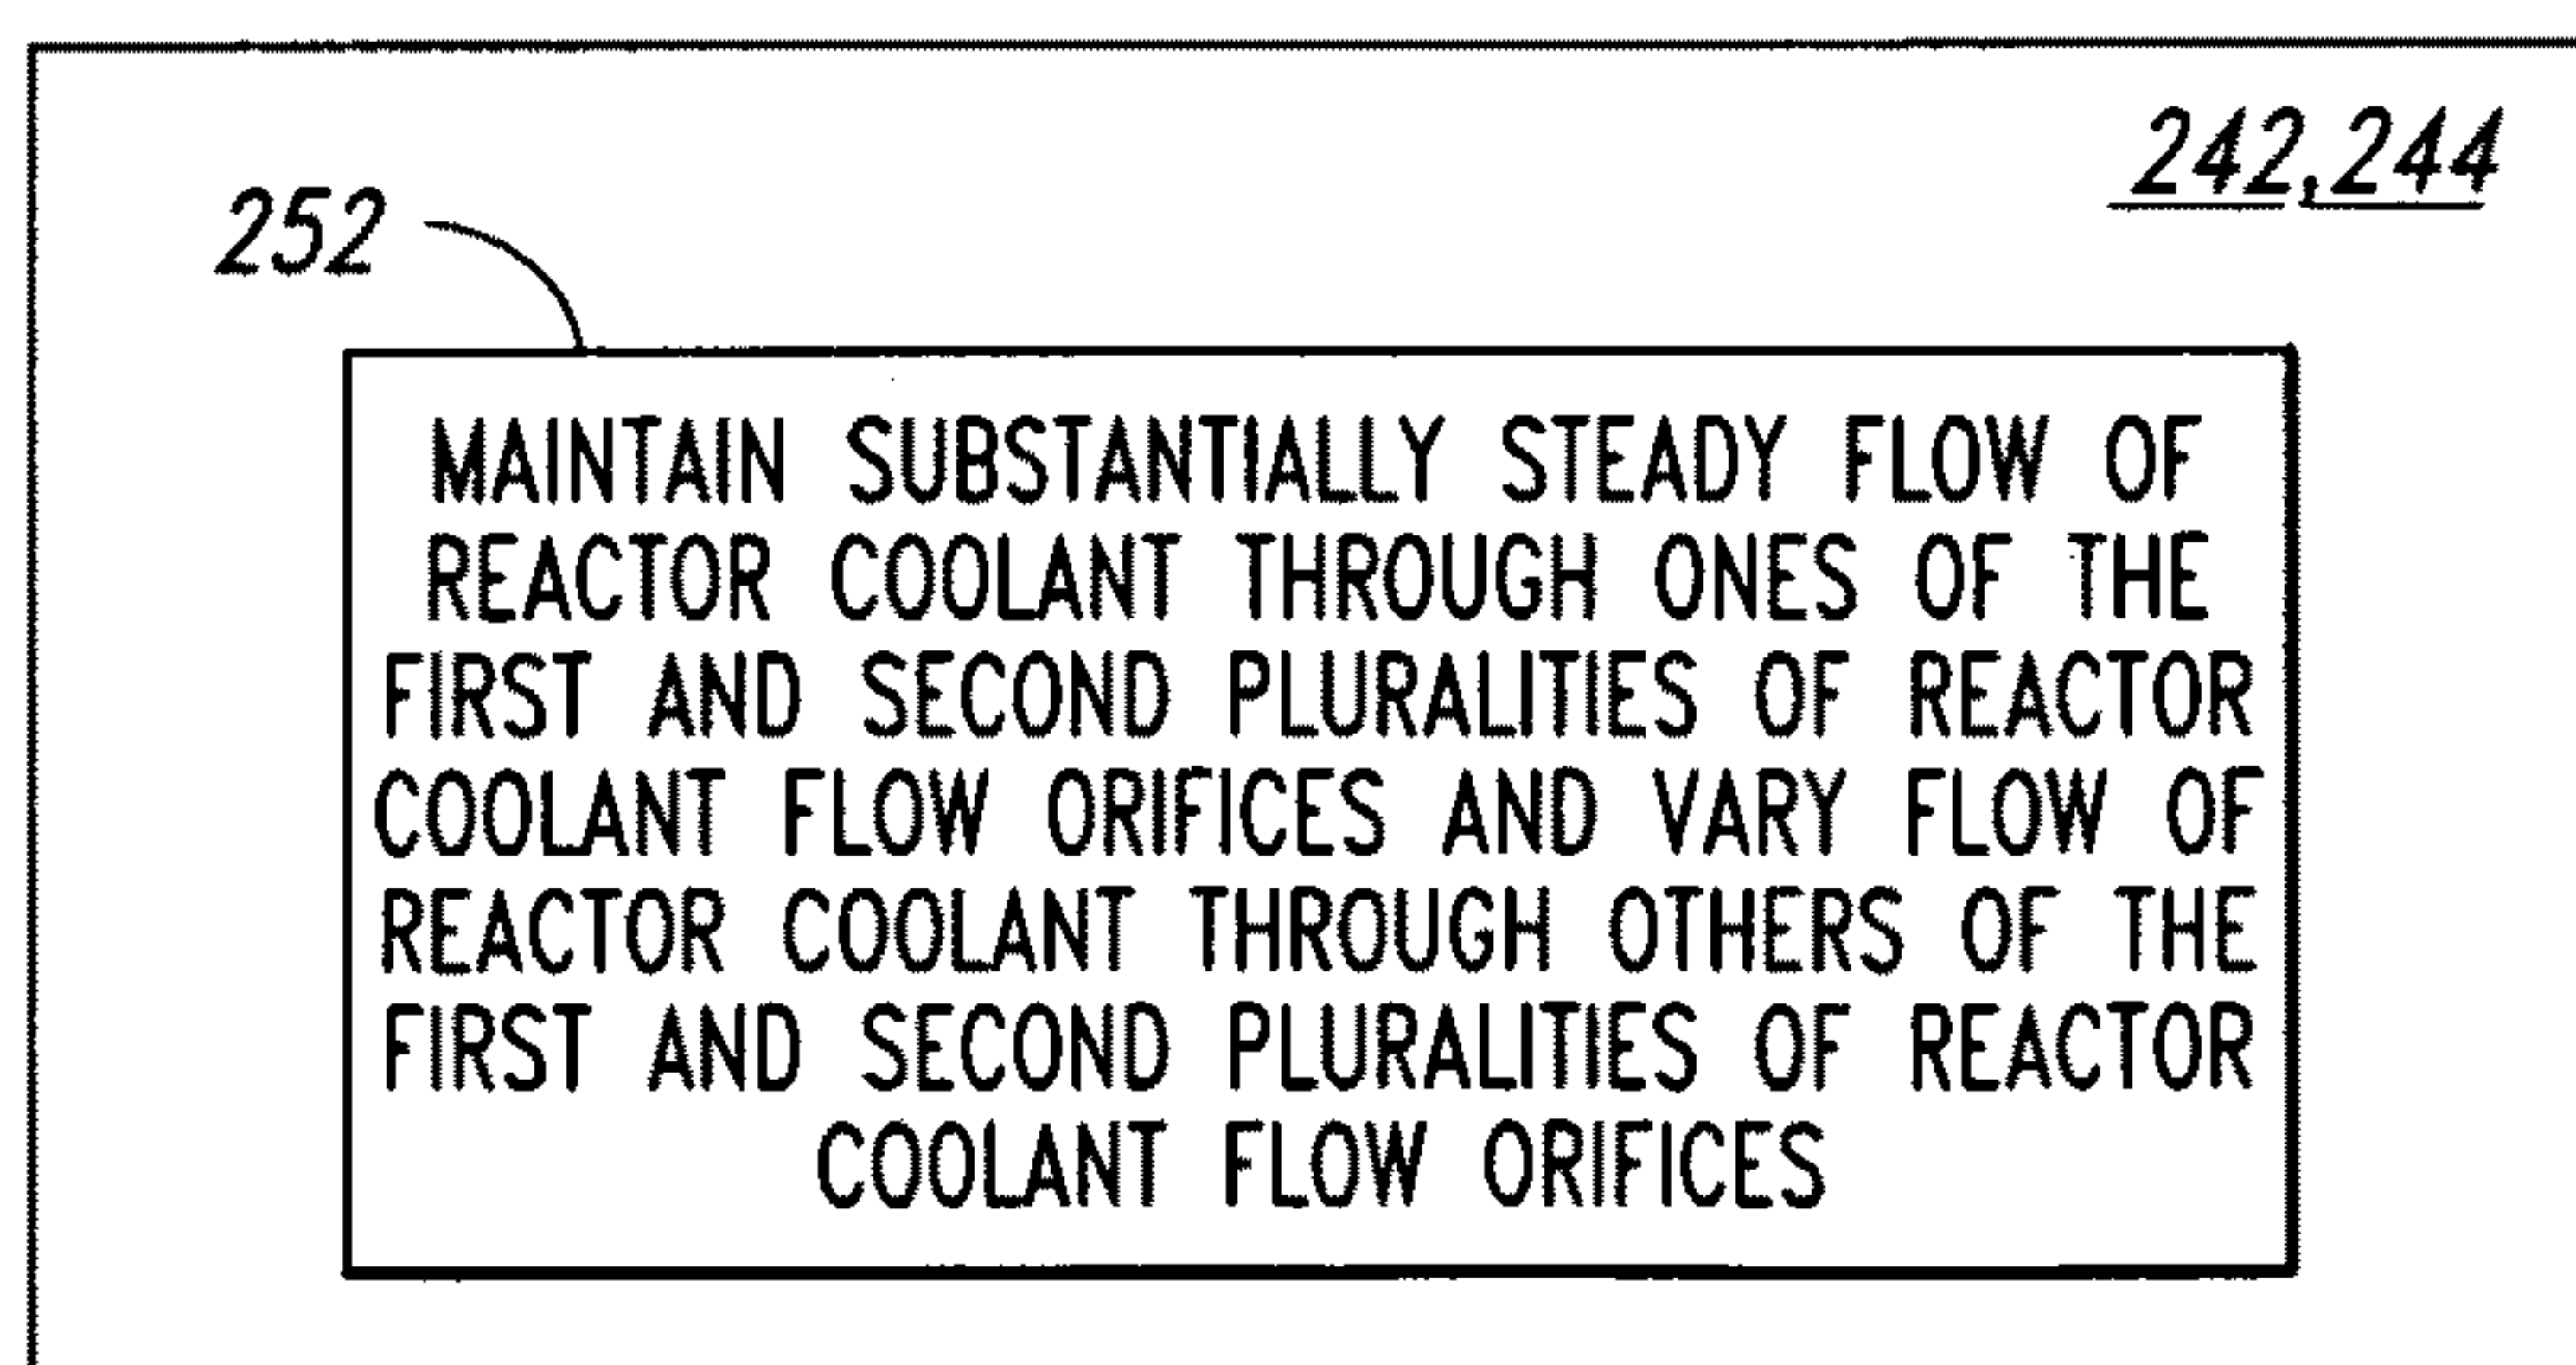 242,244
252
MAINTAIN SUBSTANTIALLY STEADY FLOW OF
REACTOR COOLANT THROUGH ONES OF THE
FIRST AND SECOND PLURALITIES OF REACTOR
COOLANT FLOW ORIFICES AND VARY FLOW OF
REACTOR COOLANT THROUGH OTHERS OF THE
FIRST AND SECOND PLURALITIES OF REACTOR
COOLANT FLOW ORIFICES